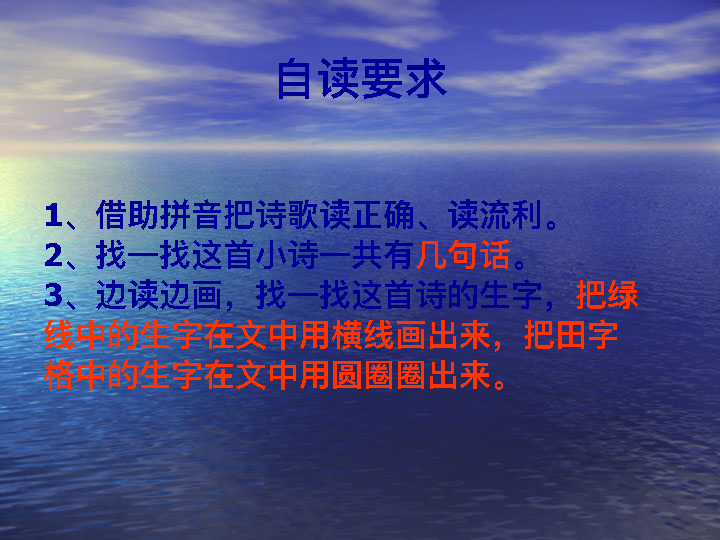 自读要求
1、借助拼音把诗歌读正确、读流利。
2、找一找这首小诗一共有几句话。
3、边读边画，找一找这首诗的生字，把绿
线中的生字在文中用横线画出来，把田字
格中的生字在文中用圆圈圈出来。